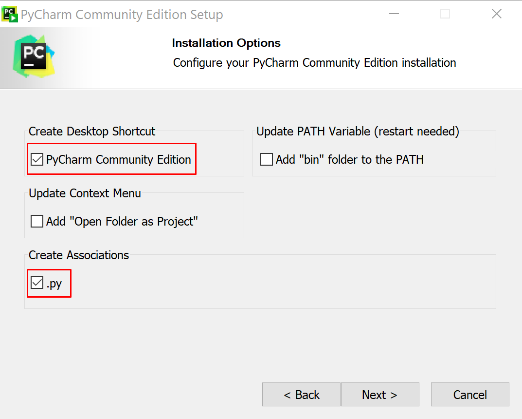 PC PyCharm Community Edition Setup
PC
Installation Options
Configure your PyCharm Community Edition installation
Create Desktop Shortcut
PyCharm Community Edition
Update PATH Variable (restart needed)
Add "bin" folder to the PATH
Update Context Menu
Add "Open Folder as Project"
Create Associations
.py
< Back
Next >
Cancel